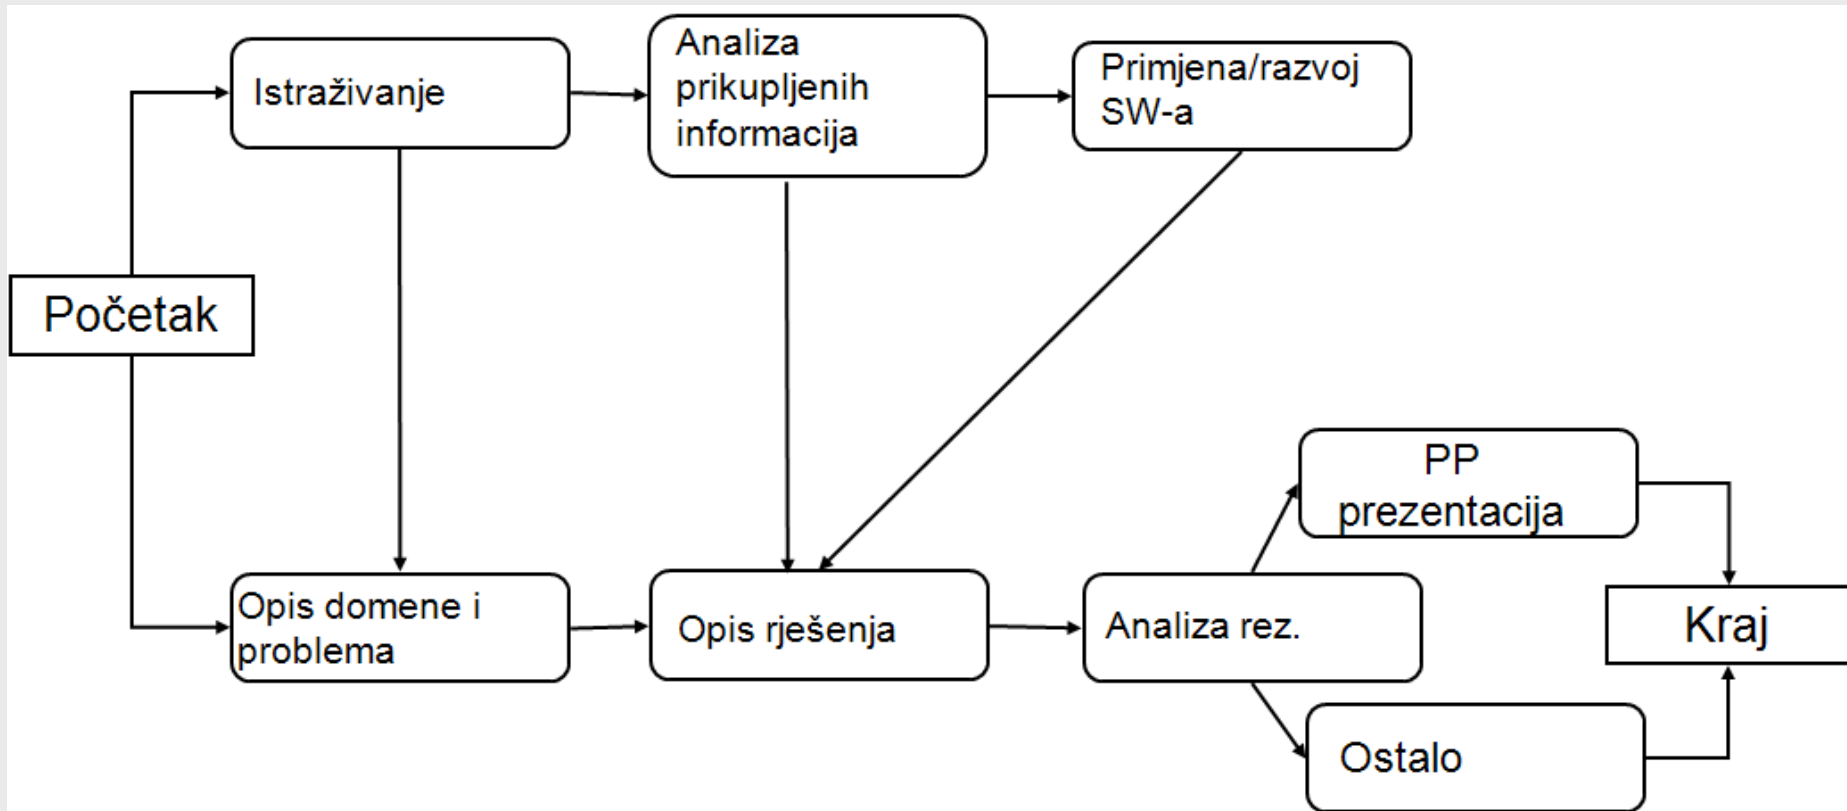 Istraživanje
Analiza
prikupljenih
informacija
Primjena/razvoj
SW-a
Početak
Opis domene i
problema
Opis rješenja
Analiza rez.
PP
prezentacija
Ostalo
Kraj